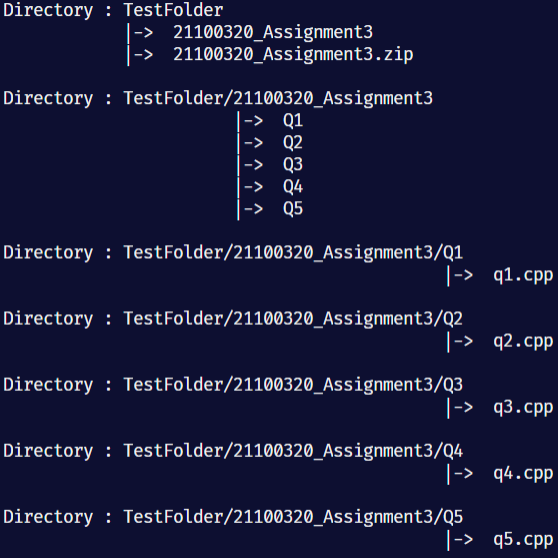 Directory : TestFolder
|-> 21100320_Assignment3
|-> 21100320_Assignment3.zip
Directory : TestFolder/21100320_Assignment3
|-> Q1
|-> Q2
|-> Q3
|-> Q4
|-> Q5
Directory : TestFolder/21100320_Assignment3/Q1
|-> q1.cpp
Directory : TestFolder/21100320_Assignment3/Q2
|-> q2.cpp
Directory : TestFolder/21100320_Assignment3/Q3
|-> q3.cpp
Directory : TestFolder/21100320_Assignment3/Q4
|-> q4.cpp
Directory : TestFolder/21100320_Assignment3/Q5
|-> q5.cpp